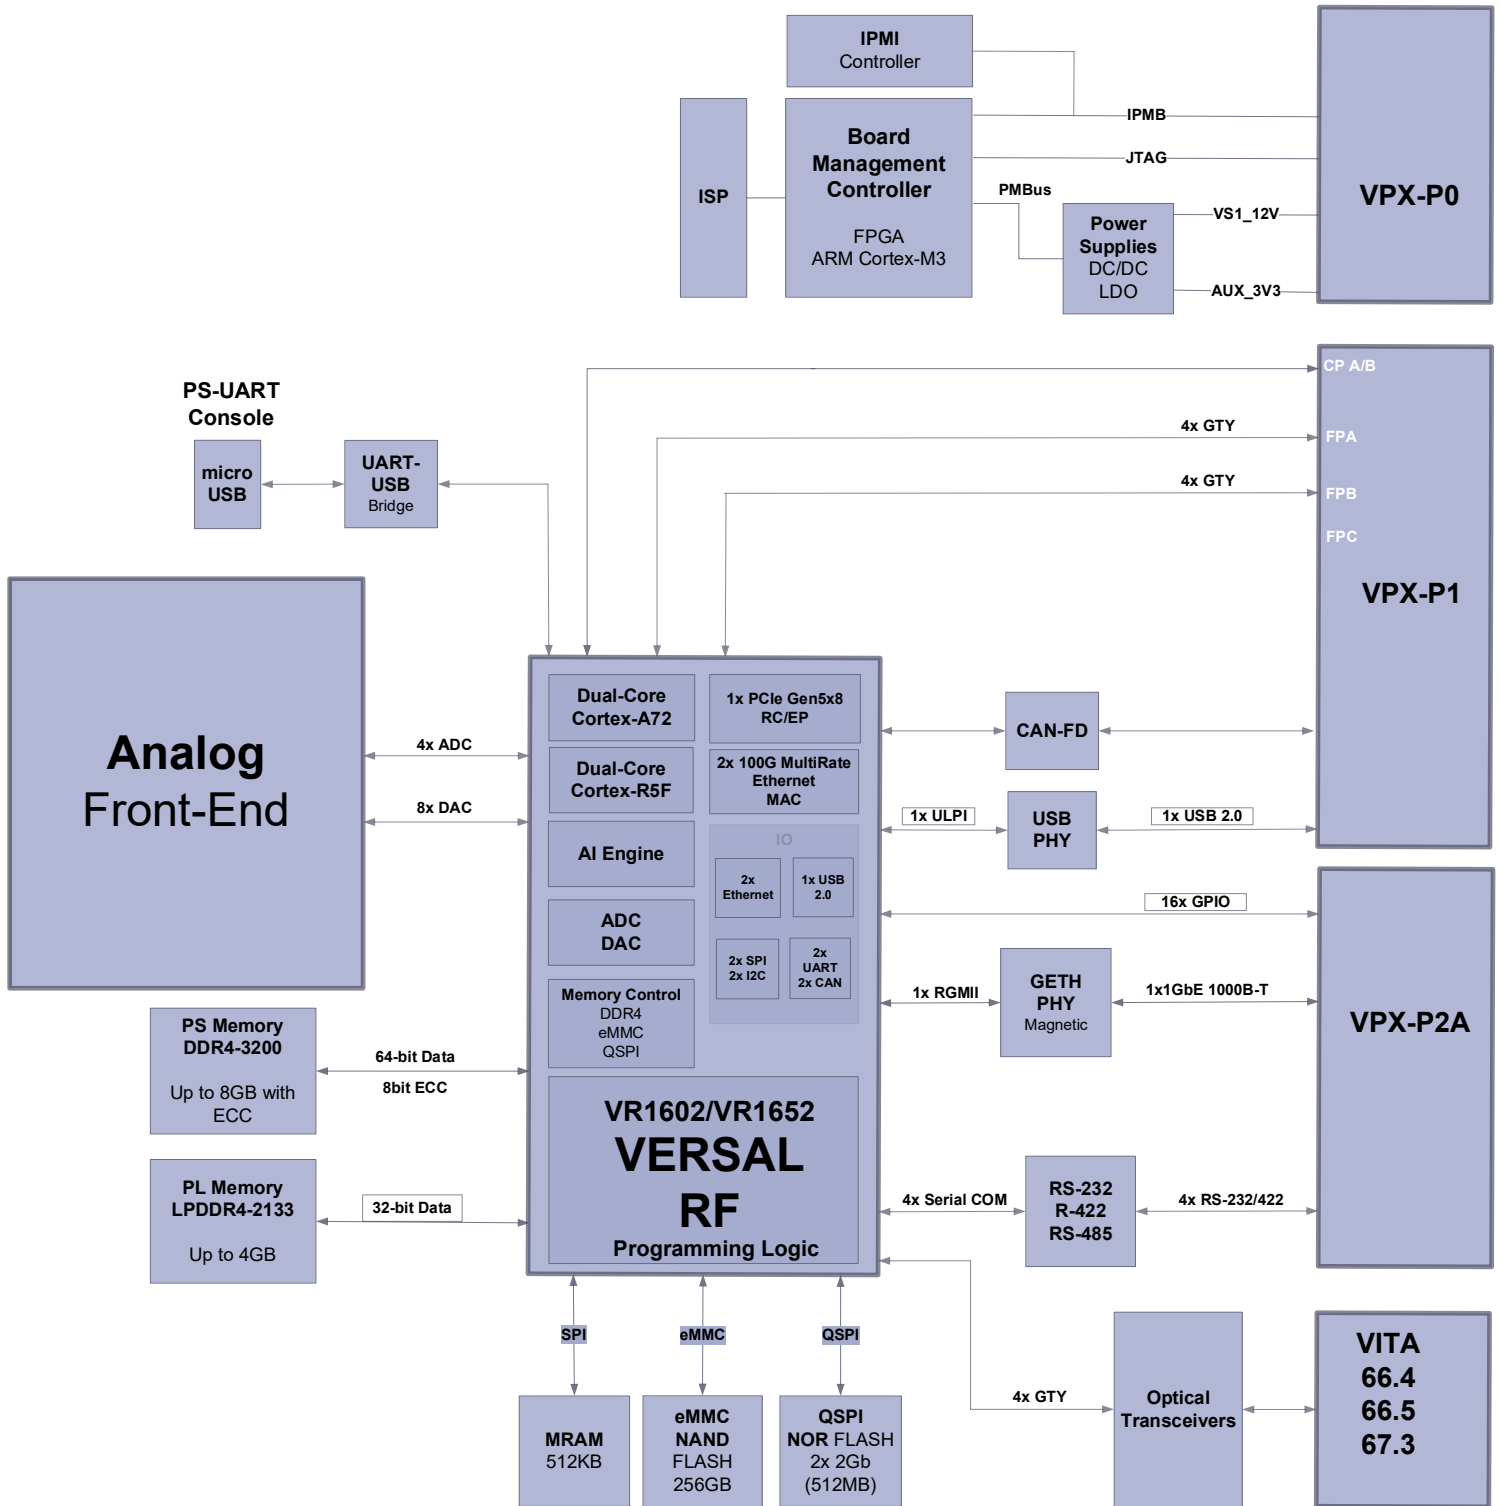 IPMI
Controller
ISP
Board
Management
Controller
FPGA
ARM Cortex-M3
IPMB
JTAG
PMBus
Power
Supplies
DC/DC
LDO
VS1_12V
AUX_3V3
VPX-P0
PS-UART
Console
micro
USB
UART-
USB
Bridge
CP A/B
4x GTY
FPA
4x GTY
FPB
FPC
VPX-P1
Analog
Front-End
4x ADC
8x DAC
Dual-Core
Cortex-A72
1x PCIe Gen5x8
RC/EP
Dual-Core
Cortex-R5F
2x 100G MultiRate
Ethernet
MAC
AI Engine
IO
2x
Ethernet
1x USB
2.0
ADC
DAC
2x SPI
2x I2C
2x
UART
2x CAN
Memory Control
DDR4
eMMC
QSPI
VR1602/VR1652
VERSAL
RF
Programming Logic
CAN-FD
1x ULPI
USB
PHY
1x USB 2.0
16x GPIO
1x RGMII
GETH
PHY
Magnetic
1x1GbE 1000B-T
VPX-P2A
PS Memory
DDR4-3200
Up to 8GB with
ECC
64-bit Data
8bit ECC
PL Memory
LPDDR4-2133
Up to 4GB
32-bit Data
4x Serial COM
RS-232
R-422
RS-485
4x RS-232/422
SPI
eMMC
QSPI
MRAM
512KB
eMMC
NAND
FLASH
256GB
QSPI
NOR FLASH
2x 2Gb
(512MB)
4x GTY
Optical
Transceivers
VITA
66.4
66.5
67.3